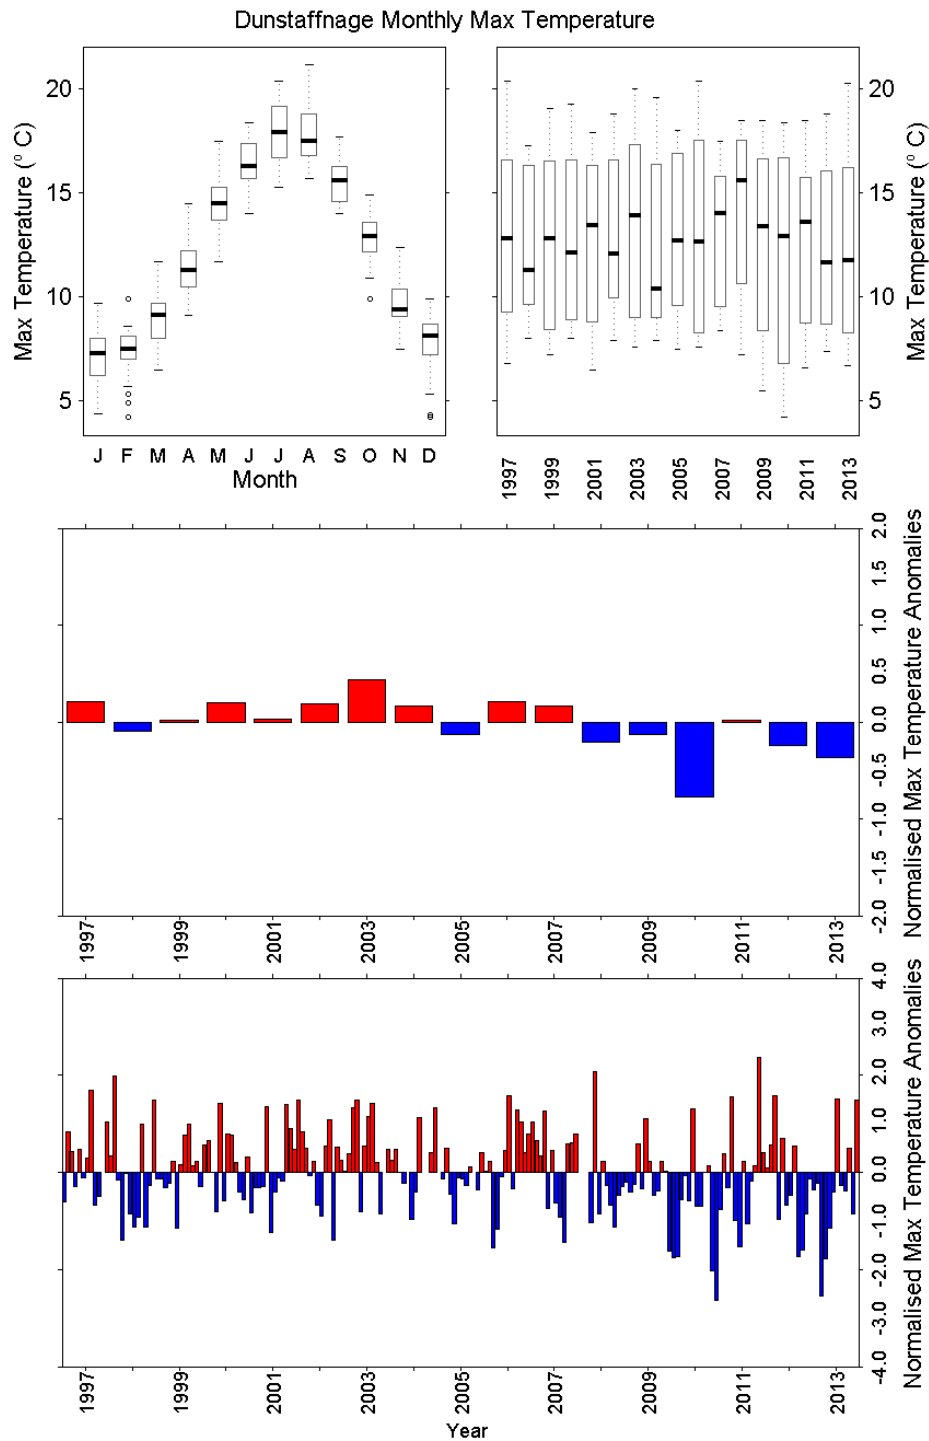 Dunstaffnage Monthly Max Temperature
Max Temperature (° C)
20
15
10
5
J F M A M J J A S O N D
Month
20
15
10
5
Max Temperature (° C)
1997 1999 2001 2003 2005 2007 2009 2011 2013
2.0
1.5
1.0
0.5
0.0
-0.5
-1.0
-1.5
-2.0
Normalised Max Temperature Anomalies
1997 1999 2001 2003 2005 2007 2009 2011 2013
4.0
3.0
2.0
1.0
0.0
-1.0
-2.0
-3.0
-4.0
Normalised Max Temperature Anomalies
1997 1999 2001 2003 2005 2007 2009 2011 2013
Year